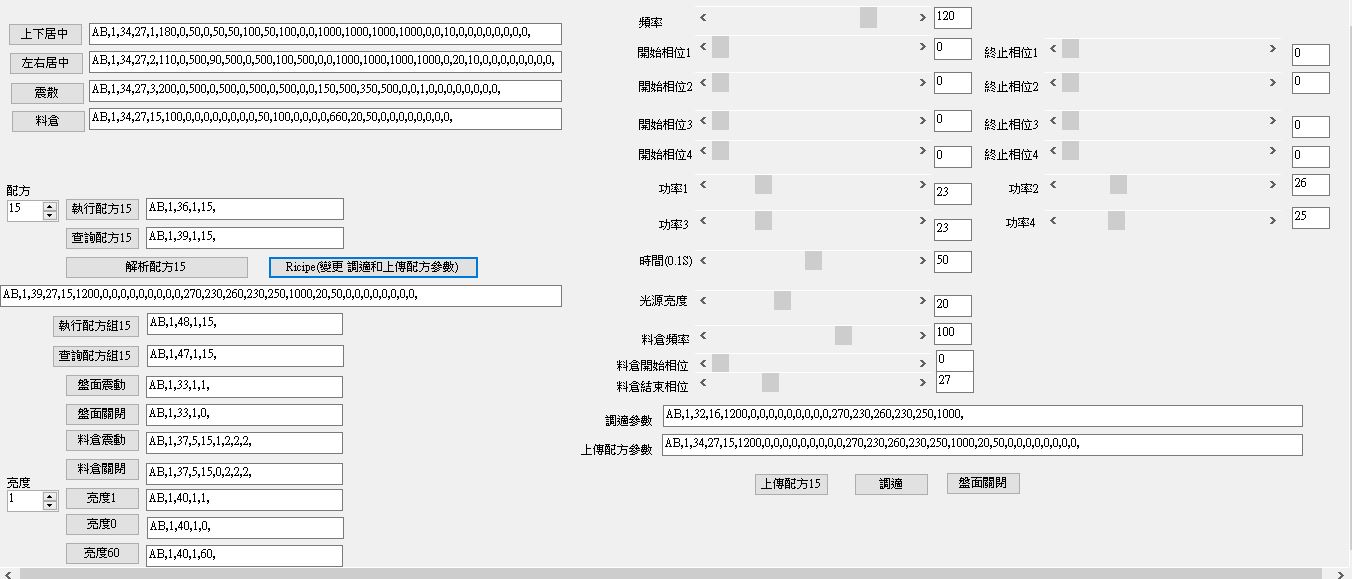 上下居中 AB,1,34,27,1,180,0,50,0,50,50,100,50,100,0,0,1000,1000,1000,1000,0,0,10,0,0,0,0,0,0,0,0,
左右居中 AB,1,34,27,2,110,0,500,90,500,0,500,100,500,0,0,1000,1000,1000,1000,0,20,10,0,0,0,0,0,0,0,0,
震散 AB,1,34,27,3,200,0,500,0,500,0,500,0,500,0,0,150,500,350,500,0,0,1,0,0,0,0,0,0,0,0,
料倉 AB,1,34,27,15,100,0,0,0,0,0,0,0,0,50,100,0,0,0,0,660,20,50,0,0,0,0,0,0,0,0,
配方
15 執行配方15 AB,1,36,1,15,
查詢配方15 AB,1,39,1,15,
解析配方15 Ricipe(變更 調適和上傳配方參數)
AB,1,39,27,15,1200,0,0,0,0,0,0,0,0,0,270,230,260,230,250,1000,20,50,0,0,0,0,0,0,0,0,
執行配方組15 AB,1,48,1,15,
查詢配方組15 AB,1,47,1,15,
盤面震動 AB,1,33,1,1,
盤面關閉 AB,1,33,1,0,
料倉震動 AB,1,37,5,15,1,2,2,2,
料倉關閉 AB,1,37,5,15,0,2,2,2,
亮度
1 亮度1 AB,1,40,1,1,
亮度0 AB,1,40,1,0,
亮度60 AB,1,40,1,60,
頻率 120
開始相位1 0 終止相位1 0
開始相位2 0 終止相位2 0
開始相位3 0 終止相位3 0
開始相位4 0 終止相位4 0
功率1 23 功率2 26
功率3 23 功率4 25
時間(0.1S) 50
光源亮度 20
料倉頻率 100
料倉開始相位 0
料倉結束相位 27
調適參數 AB,1,32,16,1200,0,0,0,0,0,0,0,0,0,270,230,260,230,250,1000,
上傳配方參數 AB,1,34,27,15,1200,0,0,0,0,0,0,0,0,0,270,230,260,230,250,1000,20,50,0,0,0,0,0,0,0,0,
上傳配方15 調適 盤面關閉